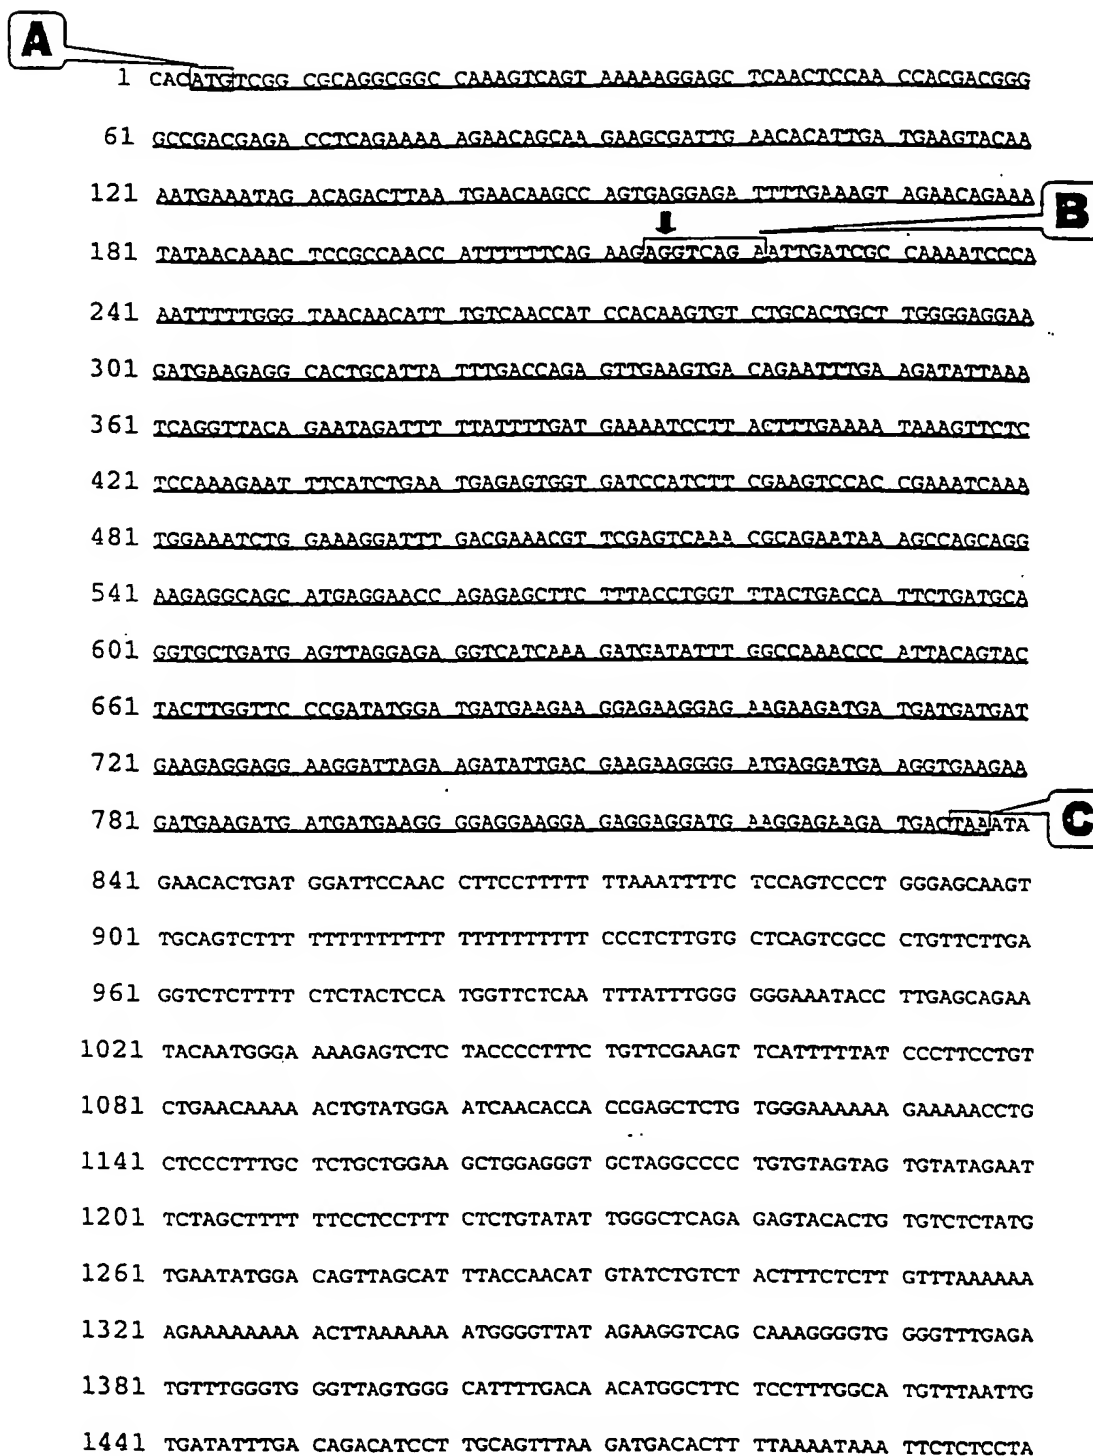 A
1 CACATGTCGG CGCAGGCGGC CAAAGTCAGT AAAAAGGAGC TCAACTCCAA CCACGACGGG
61 GCCGACGAGA CCTCAGAAAA AGAACAGCAA GAAGCGATTG AACACATTGA TGAAGTACAA
121 AATGAAATAG ACAGACTTAA TGAACAAGCC AGTGAGGAGA TTTTGAAAGT AGAACAGAAA
B
181 TATAACAAAC TCCGCCAACC ATTTTTTCAG AAGAGGTCAGA ATTGATCGC CAAAATCCCA
241 AATTTTTGGG TAACAACATT TGTCAACCAT CCACAAGTGT CTGCACTGCT TGGGGAGGAA
301 GATGAAGAGG CACTGCATTA TTTGACCAGA GTTGAAGTGA CAGAATTTGA AGATATTAAA
361 TCAGGTTACA GAATAGATTT TTATTTTGAT GAAAATCCTT ACTTTGAAAA TAAAGTTCTC
421 TCCAAAGAAT TTCATCTGAA TGAGAGTGGT GATCCATCTT CGAAGTCCAC CGAAATCAAA
481 TGGAAATCTG GAAAGGATTT GACGAAACGT TCGAGTCAAA CGCAGAATAA AGCCAGCAGG
541 AAGAGGCAGC ATGAGGAACC AGAGAGCTTC TTTACCTGGT TTACTGACCA TTCTGATGCA
601 GGTGCTGATG AGTTAGGAGA GGTCATCAAA GATGATATTT GGCCAAACCC ATTACAGTAC
661 TACTTGGTTC CCGATATGGA TGATGAAGAA GGAGAAGGAG AAGAAGATGA TGATGATGAT
721 GAAGAGGAGG AAGGATTAGA AGATATTGAC GAAGAAGGGG ATGAGGATGA AGGTGAAGAA
781 GATGAAGATG ATGATGAAGG GGAGGAAGGA GAGGAGGATG AAGGAGAAGA TGACTAAATA
C
841 GAACACTGAT GGATTCCAAC CTTCCTTTTT TTAAATTTTC TCCAGTCCCT GGGAGCAAGT
901 TGCAGTCTTT TTTTTTTTTT TTTTTTTTTT CCCTCTTGTG CTCAGTCGCC CTGTTCTTGA
961 GGTCTCTTTT CTCTACTCCA TGGTTCTCAA TTTATTTGGG GGGAAATACC TTGAGCAGAA
1021 TACAATGGGA AAAGAGTCTC TACCCCTTTC TGTTCGAAGT TCATTTTTAT CCCTTCCTGT
1081 CTGAACAAAA ACTGTATGGA ATCAACACCA CCGAGCTCTG TGGGAAAAAA GAAAAACCTG
1141 CTCCCTTTGC TCTGCTGGAA GCTGGAGGGT GCTAGGCCCC TGTGTAGTAG TGTATAGAAT
1201 TCTAGCTTTT TTCCTCCTTT CTCTGTATAT TGGGCTCAGA GAGTACACTG TGTCTCTATG
1261 TGAATATGGA CAGTTAGCAT TTACCAACAT GTATCTGTCT ACTTTCTCTT GTTTAAAAAA
1321 AGAAAAAAAA ACTTAAAAAA ATGGGGTTAT AGAAGGTCAG CAAAGGGGTG GGGTTTGAGA
1381 TGTTTGGGTG GGTTAGTGGG CATTTTGACA ACATGGCTTC TCCTTTGGCA TGTTTAATTG
1441 TGATATTTGA CAGACATCCT TGCAGTTTAA GATGACACTT TTAAAATAAA TTCTCTCCTA